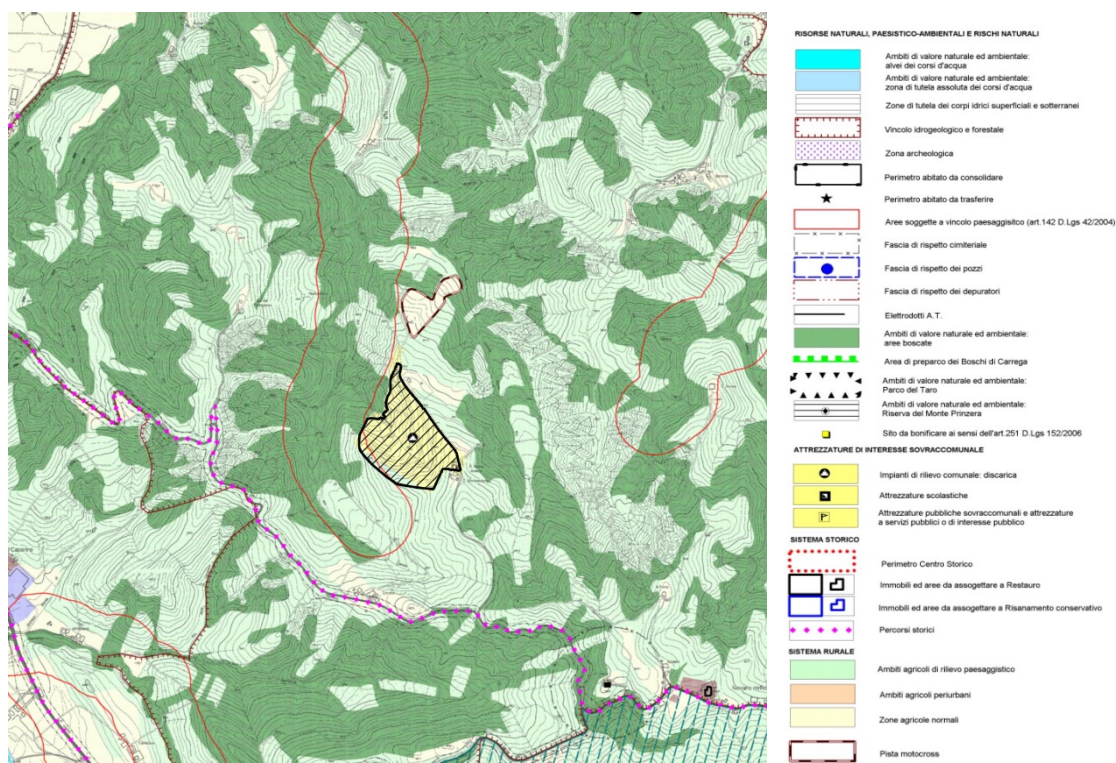 RISORSE NATURALI, PAESISTICO-AMBIENTALI E RISCHI NATURALI
Ambiti di valore naturale ed ambientale:
alvei dei corsi d'acqua
Ambiti di valore naturale ed ambientale:
zona di tutela assoluta dei corsi d'acqua
Zone di tutela dei corpi idrici superficiali e sotterranei
Vincolo idrogeologico e forestale
Zona archeologica
Perimetro abitato da consolidare
Perimetro abitato da trasferire
Aree soggette a vincolo paesaggisitco (art.142 D.Lgs 42/2004)
Fascia di rispetto cimiteriale
Fascia di rispetto dei pozzi
Fascia di rispetto dei depuratori
Elettrodotti A.T.
Ambiti di valore naturale ed ambientale:
aree boscate
Area di preparco dei Boschi di Carrega
Ambiti di valore naturale ed ambientale:
Parco del Taro
Ambiti di valore naturale ed ambientale:
Riserva del Monte Prinzera
Sito da bonificare ai sensi dell'art.251 D.Lgs 152/2006
ATTREZZATURE DI INTERESSE SOVRACCOMUNALE
Impianti di rilievo comunale: discarica
Attrezzature scolastiche
Attrezzature pubbliche sovraccomunali e attrezzature
a servizi pubblici o di interesse pubblico
SISTEMA STORICO
Perimetro Centro Storico
Immobili ed aree da assogettare a Restauro
Immobili ed aree da assogettare a Risanamento conservativo
Percorsi storici
SISTEMA RURALE
Ambiti agricoli di rilievo paesaggistico
Ambiti agricoli periurbani
Zone agricole normali
Pista motocross